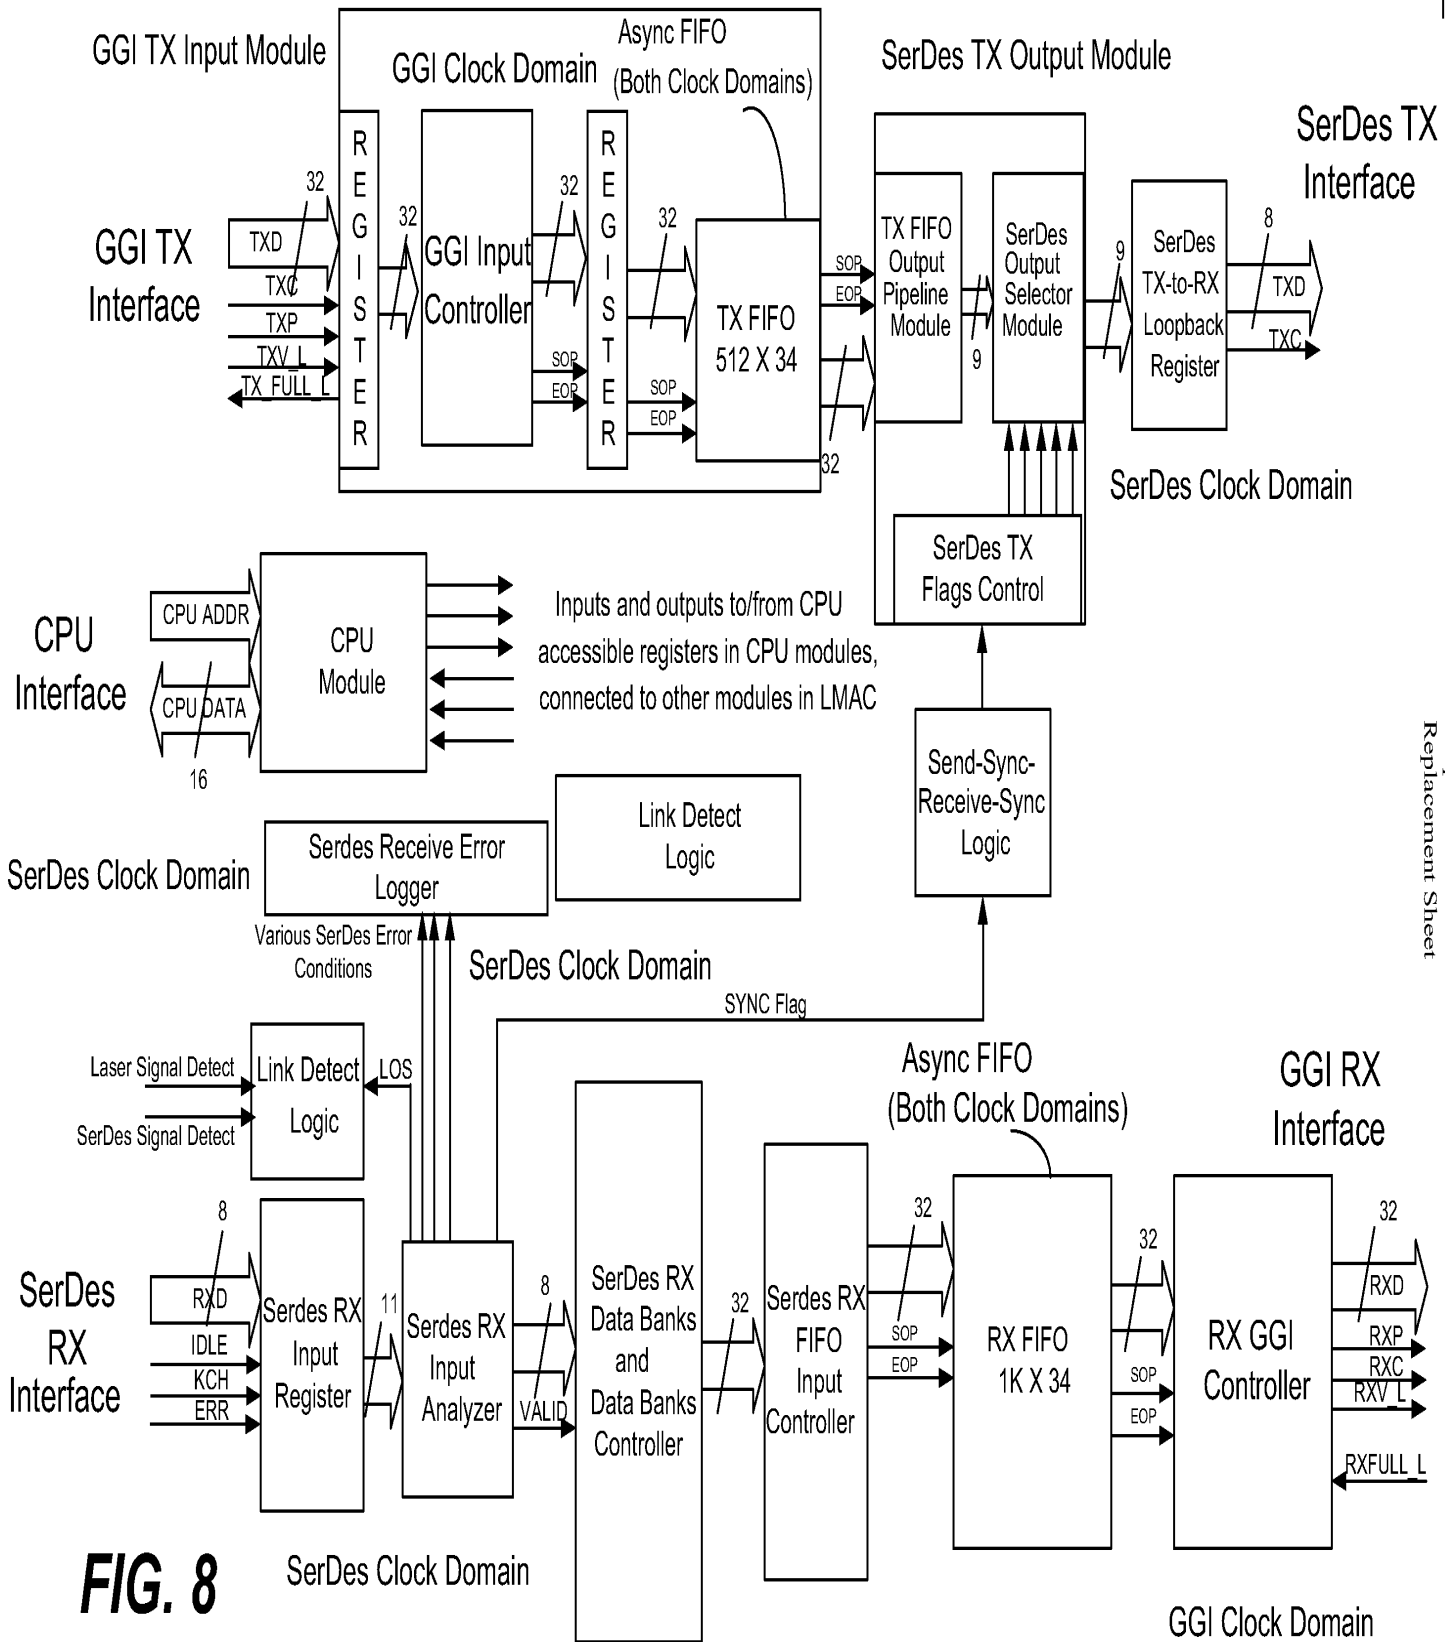 GGI TX Input Module
GGI Clock Domain
Async FIFO
(Both Clock Domains)
SerDes TX Output Module
SerDes TX
Interface
GGI TX
Interface
32
TXD
TXC
TXP
TXV_L
TX_FULL_L
REGISTER
32
GGI Input
Controller
32
SOP
EOP
REGISTER
32
SOP
EOP
TX FIFO
512 X 34
SOP
EOP
32
TX FIFO
Output
Pipeline
Module
9
SerDes
Output
Selector
Module
9
SerDes
TX-to-RX
Loopback
Register
8
TXD
TXC
SerDes Clock Domain
SerDes TX
Flags Control
CPU
Interface
CPU ADDR
CPU DATA
16
CPU
Module
Inputs and outputs to/from CPU
accessible registers in CPU modules,
connected to other modules in LMAC
Send-Sync-
Receive-Sync
Logic
Replacement Sheet
Link Detect
Logic
SerDes Clock Domain
Serdes Receive Error
Logger
Various SerDes Error
Conditions
SerDes Clock Domain
SYNC Flag
Laser Signal Detect
SerDes Signal Detect
Link Detect
Logic
LOS
Async FIFO
(Both Clock Domains)
GGI RX
Interface
SerDes
RX
Interface
8
RXD
IDLE
KCH
ERR
Serdes RX
Input
Register
11
Serdes RX
Input
Analyzer
8
VALID
SerDes RX
Data Banks
and
Data Banks
Controller
32
Serdes RX
FIFO
Input
Controller
32
SOP
EOP
RX FIFO
1K X 34
32
SOP
EOP
RX GGI
Controller
32
RXD
RXP
RXC
RXV_L
RXFULL_L
FIG. 8
SerDes Clock Domain
GGI Clock Domain